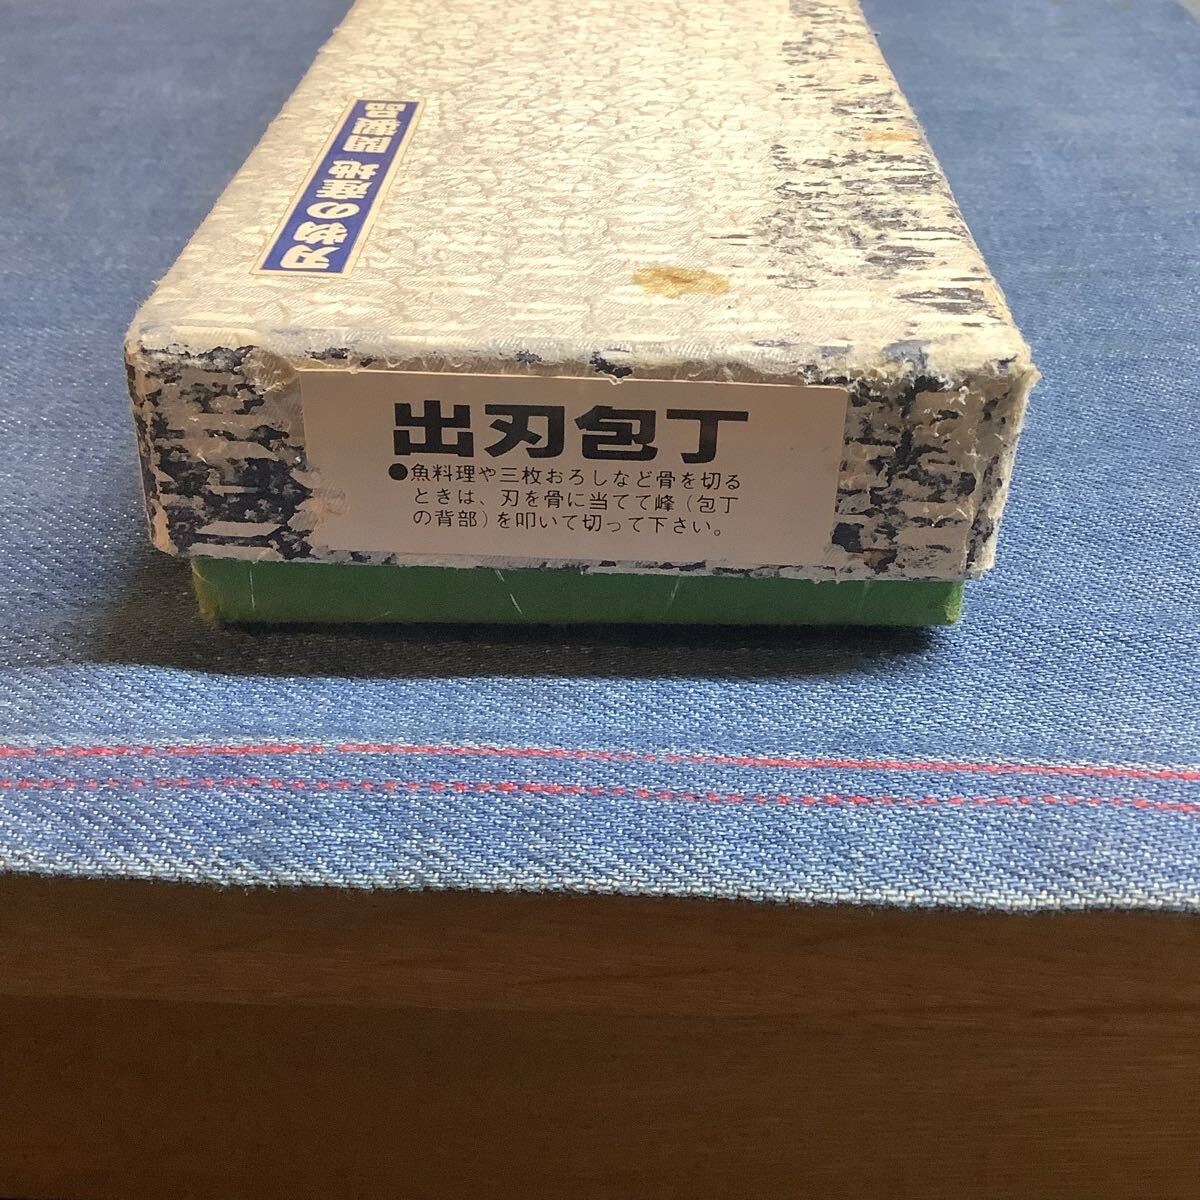 刃物の産地 関製品
出刃包丁
●魚料理や三枚おろしなど骨を切る
ときは、刃を骨に当てて峰（包丁
の背部）を叩いて切って下さい。